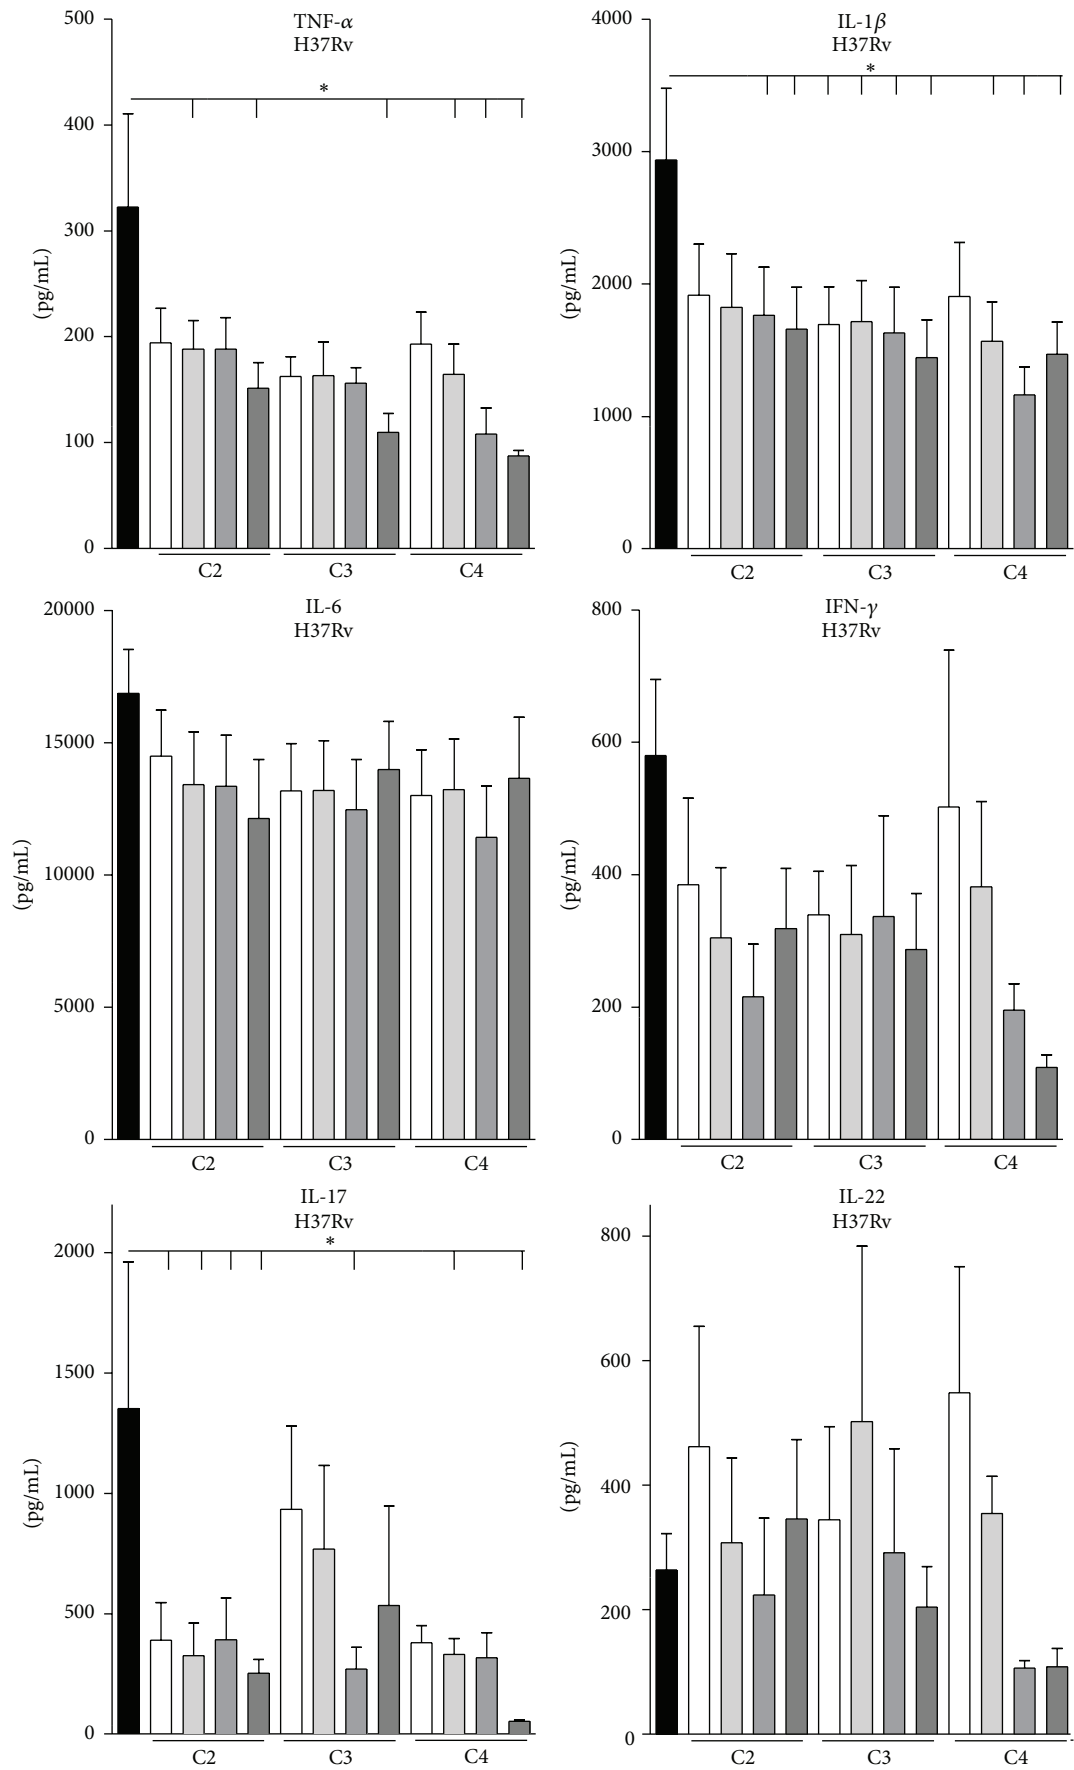 TNF-α
H37Rv
*
500
400
300
200
100
0
(pg/mL)
C2 C3 C4
IL-1β
H37Rv
*
4000
3000
2000
1000
0
(pg/mL)
C2 C3 C4
IL-6
H37Rv
20000
15000
10000
5000
0
(pg/mL)
C2 C3 C4
IFN-γ
H37Rv
800
600
400
200
0
(pg/mL)
C2 C3 C4
IL-17
H37Rv
*
2000
1500
1000
500
0
(pg/mL)
C2 C3 C4
IL-22
H37Rv
800
600
400
200
0
(pg/mL)
C2 C3 C4